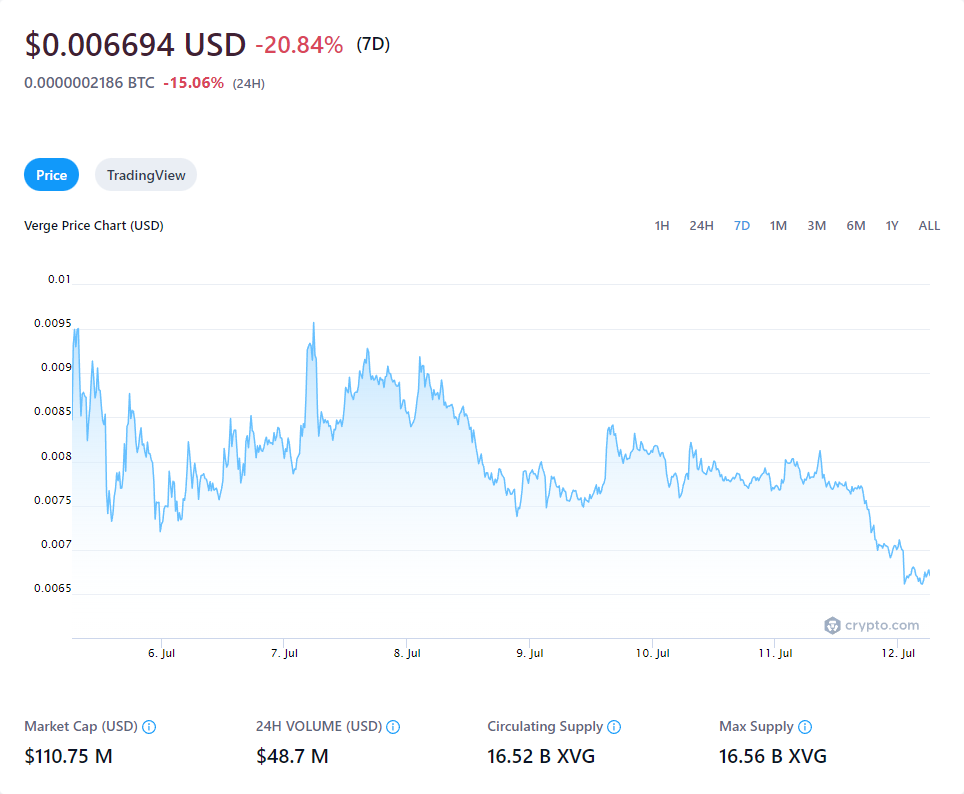 $0.006694 USD -20.84% (7D)
0.0000002186 BTC -15.06% (24H)
Price TradingView
Verge Price Chart (USD)
1H 24H 7D 1M 3M 6M 1Y ALL
0.01
0.0095
0.009
0.0085
0.008
0.0075
0.007
0.0065
crypto.com
6. Jul 7. Jul 8. Jul 9. Jul 10. Jul 11. Jul 12. Jul
Market Cap (USD) 24H VOLUME (USD) Circulating Supply Max Supply
$110.75 M $48.7 M 16.52 B XVG 16.56 B XVG